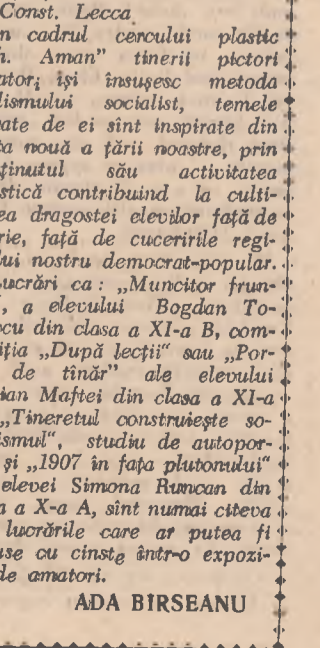 Const. Lecca
n cadrul cercului plastic
h. Aman” tinerii pictori
ator; își însușesc metoda
lismului socialist, temele
ate de ei sînt inspirate din
ța nouă a țării noastre, prin
ținutul său activitatea
stică contribuind la culti-
ea dragostei elevilor față de
rie, față de cuceririle regi-
lui nostru democrat-popular.
ucrări ca : „Muncitor frun-
, a elevului Bogdan To-
cu din clasa a XI-a B, com-
iția „După lecții“ sau „Por-
de tînăr” ale elevului
ian Maftei din clasa a XI-a
„Tineretul construiește so-
ismul“, studiu de autopor-
și „1907 în fața plutonului“
elevei Simona Runcan din
a a X-a A, sînt numai cîteva
lucrările care ar putea fi
use cu cinste într-o expozi-
de amatori.
ADA BIRSEANU